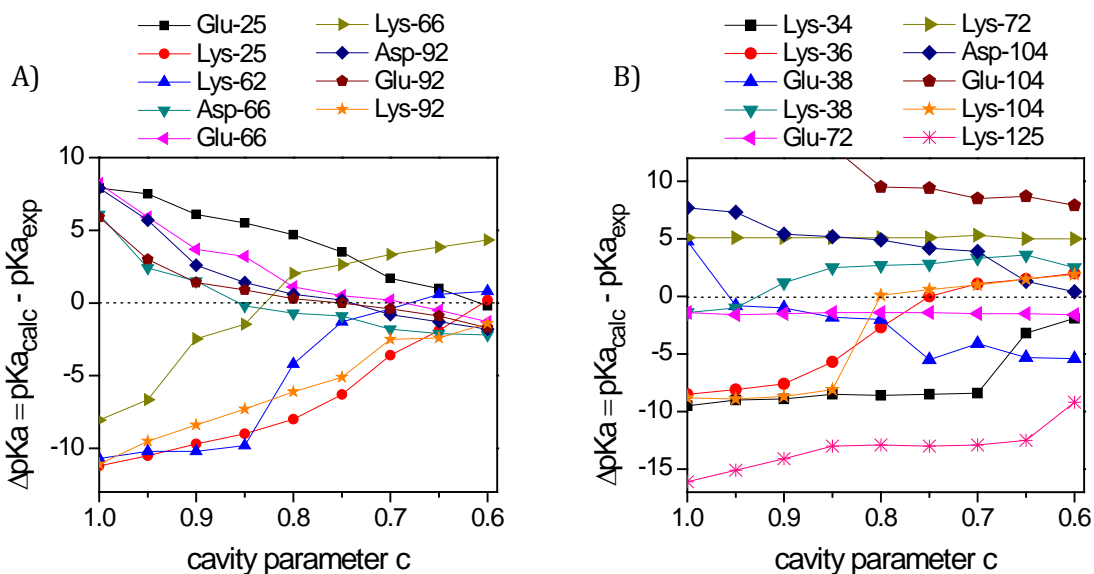 A)
Glu-25
Lys-25
Lys-62
Asp-66
Glu-66
Lys-66
Asp-92
Glu-92
Lys-92
10
5
0
-5
-10
ΔpKa = pKa_calc - pKa_exp
1.0 0.9 0.8 0.7 0.6
cavity parameter c
B)
Lys-34
Lys-36
Glu-38
Lys-38
Glu-72
Lys-72
Asp-104
Glu-104
Lys-104
Lys-125
10
5
0
-5
-10
-15
ΔpKa = pKa_calc - pKa_exp
1.0 0.9 0.8 0.7 0.6
cavity parameter c